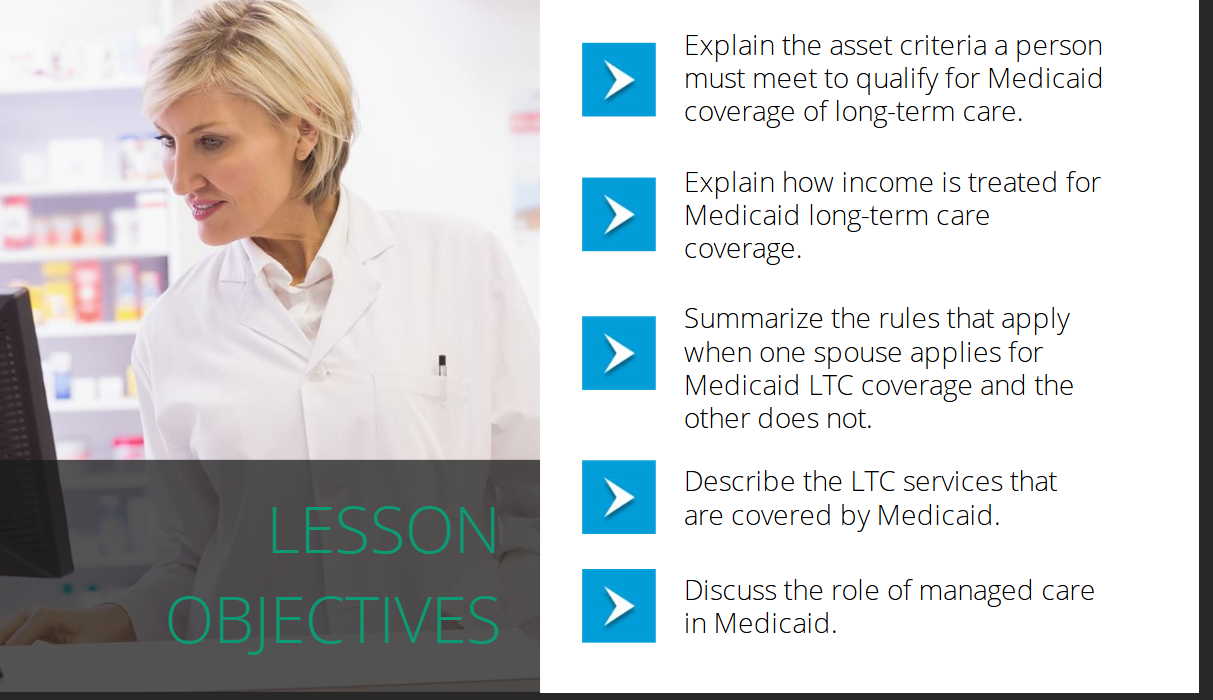 LESSON
OBJECTIVES
Explain the asset criteria a person
must meet to qualify for Medicaid
coverage of long-term care.
Explain how income is treated for
Medicaid long-term care
coverage.
Summarize the rules that apply
when one spouse applies for
Medicaid LTC coverage and the
other does not.
Describe the LTC services that
are covered by Medicaid.
Discuss the role of managed care
in Medicaid.